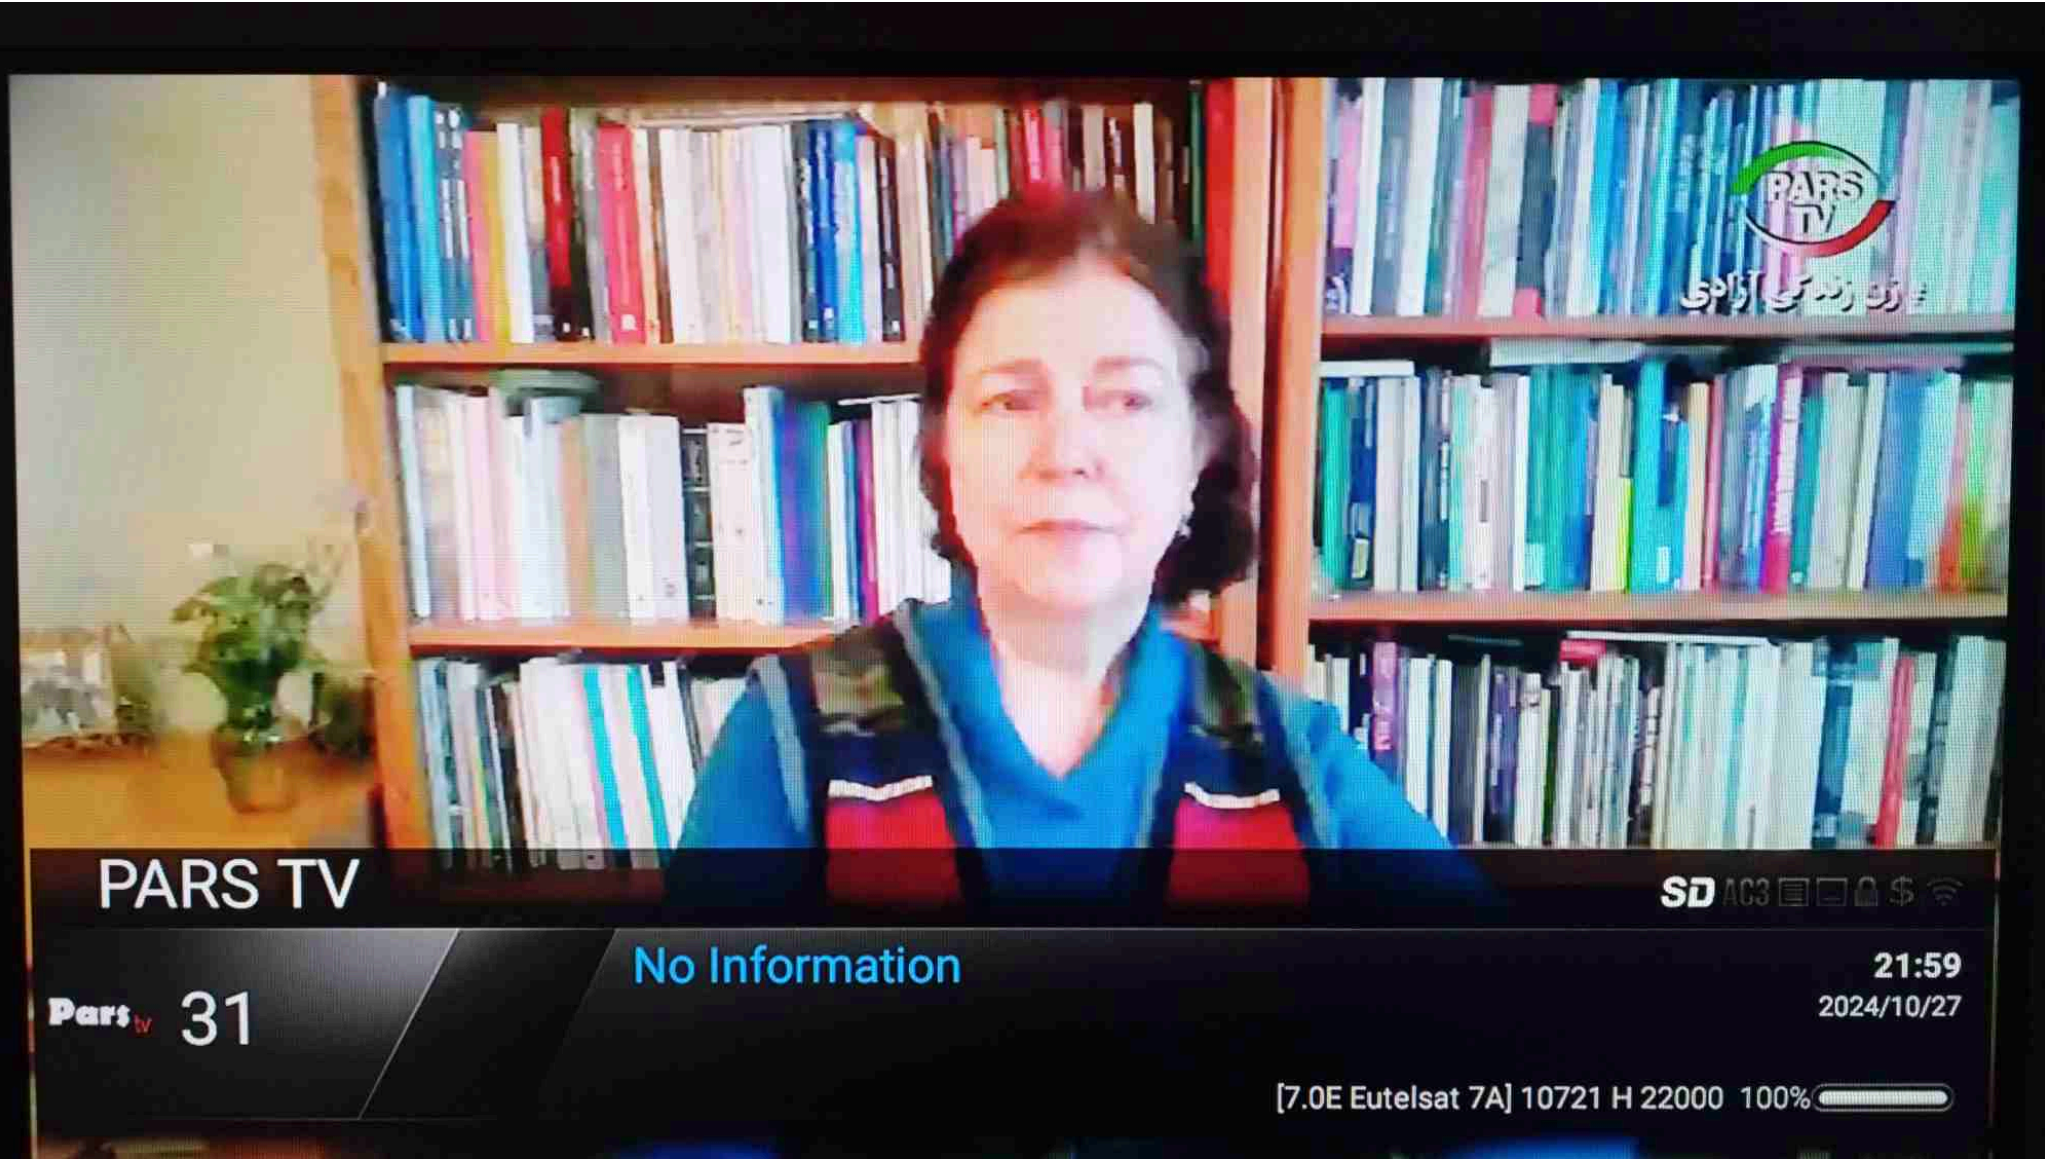 PARS
TV
زن زندگی آزادی
PARS TV
SD AC3 $
No Information
21:59
Pars tv 31
2024/10/27
[7.0E Eutelsat 7A] 10721 H 22000 100%